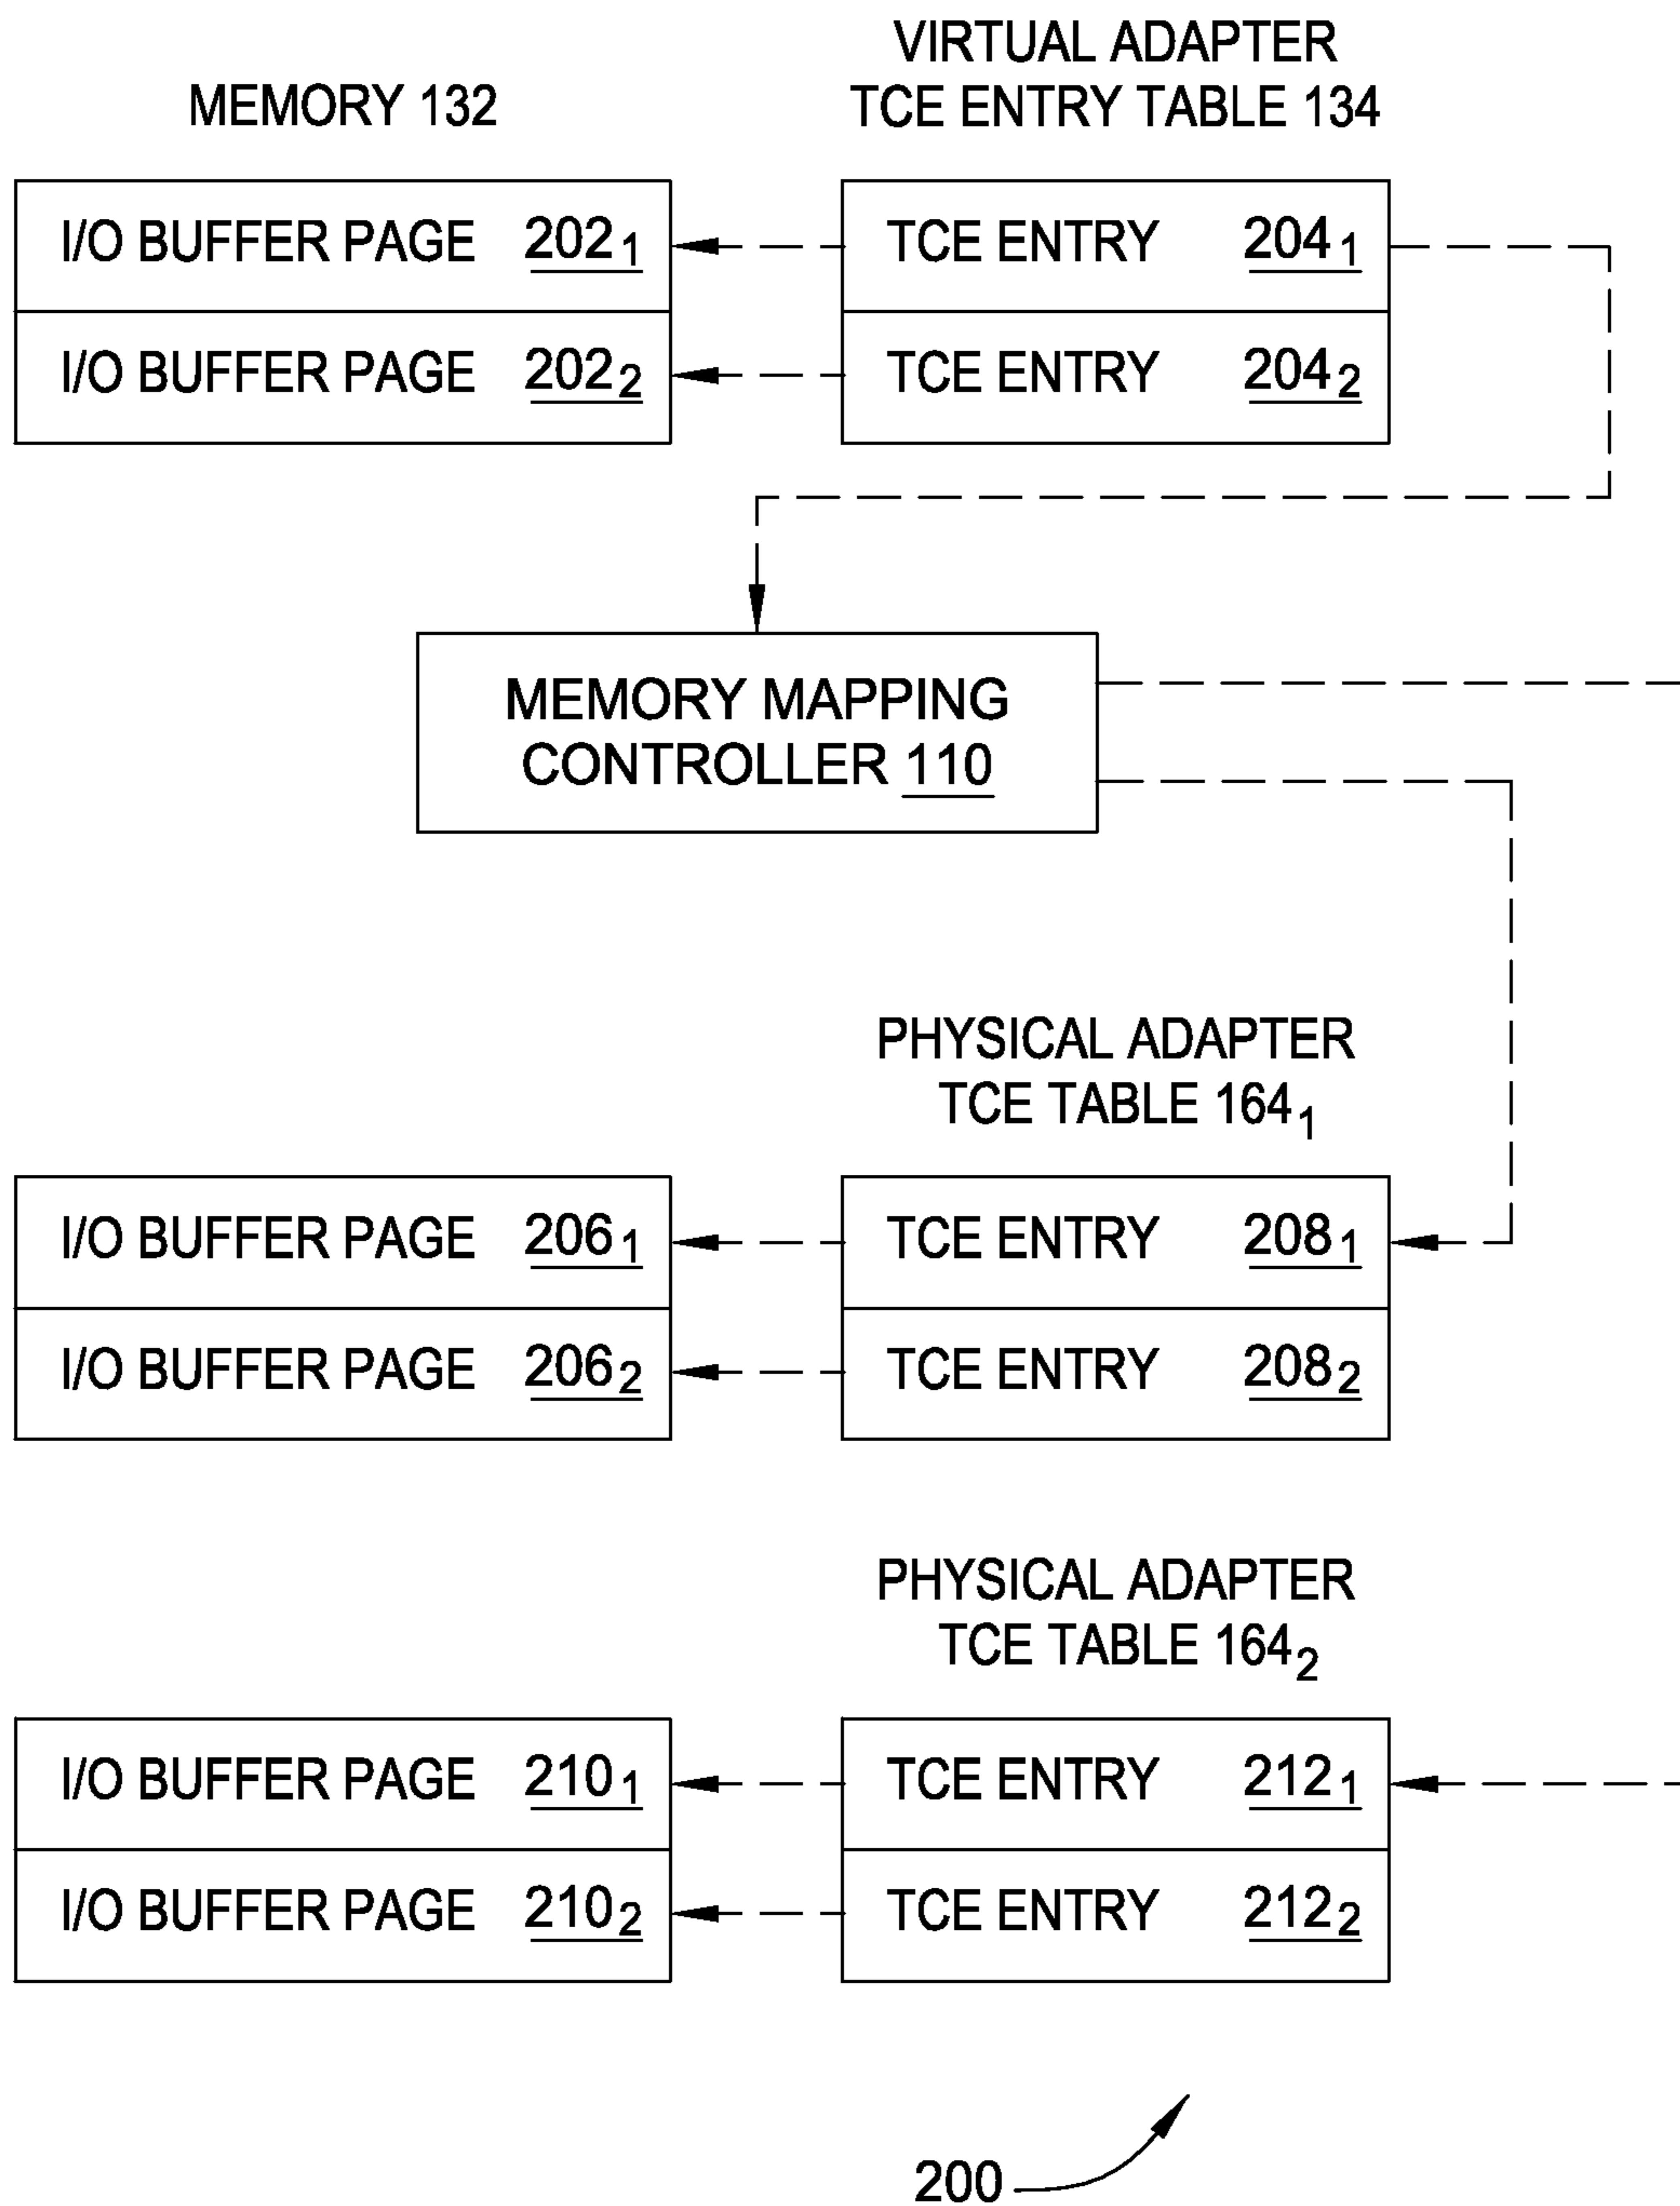 MEMORY 132
VIRTUAL ADAPTER
TCE ENTRY TABLE 134
I/O BUFFER PAGE 202₁
TCE ENTRY 204₁
I/O BUFFER PAGE 202₂
TCE ENTRY 204₂
MEMORY MAPPING
CONTROLLER 110
PHYSICAL ADAPTER
TCE TABLE 164₁
I/O BUFFER PAGE 206₁
TCE ENTRY 208₁
I/O BUFFER PAGE 206₂
TCE ENTRY 208₂
PHYSICAL ADAPTER
TCE TABLE 164₂
I/O BUFFER PAGE 210₁
TCE ENTRY 212₁
I/O BUFFER PAGE 210₂
TCE ENTRY 212₂
200